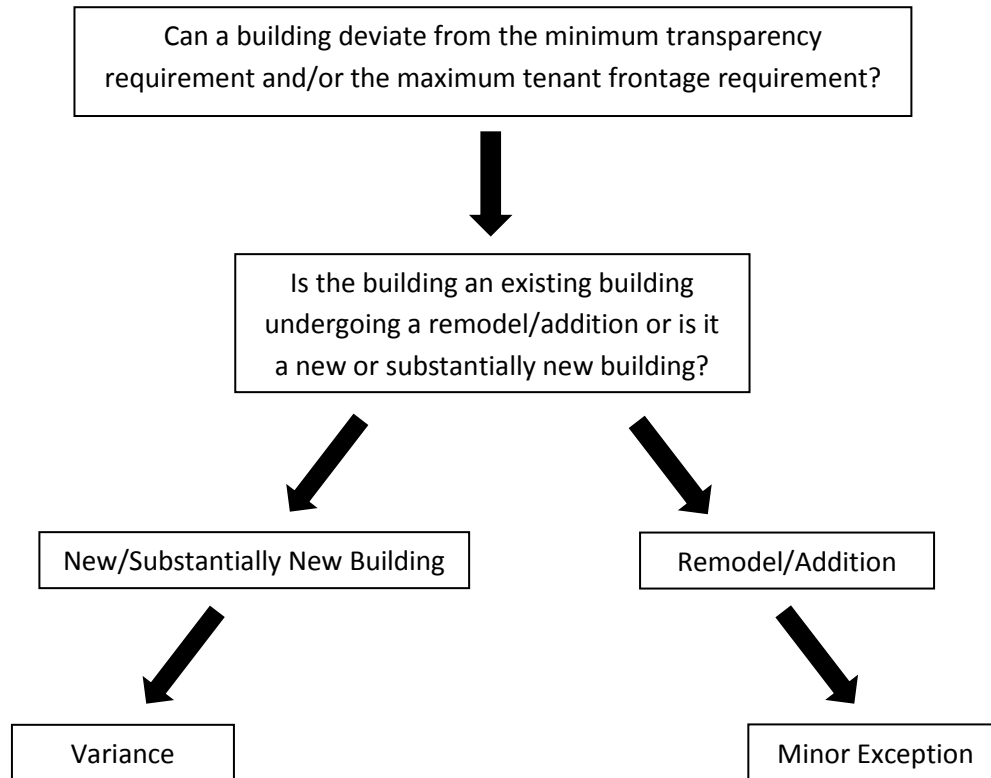 Can a building deviate from the minimum transparency
requirement and/or the maximum tenant frontage requirement?
Is the building an existing building
undergoing a remodel/addition or is it
a new or substantially new building?
New/Substantially New Building
Remodel/Addition
Variance
Minor Exception